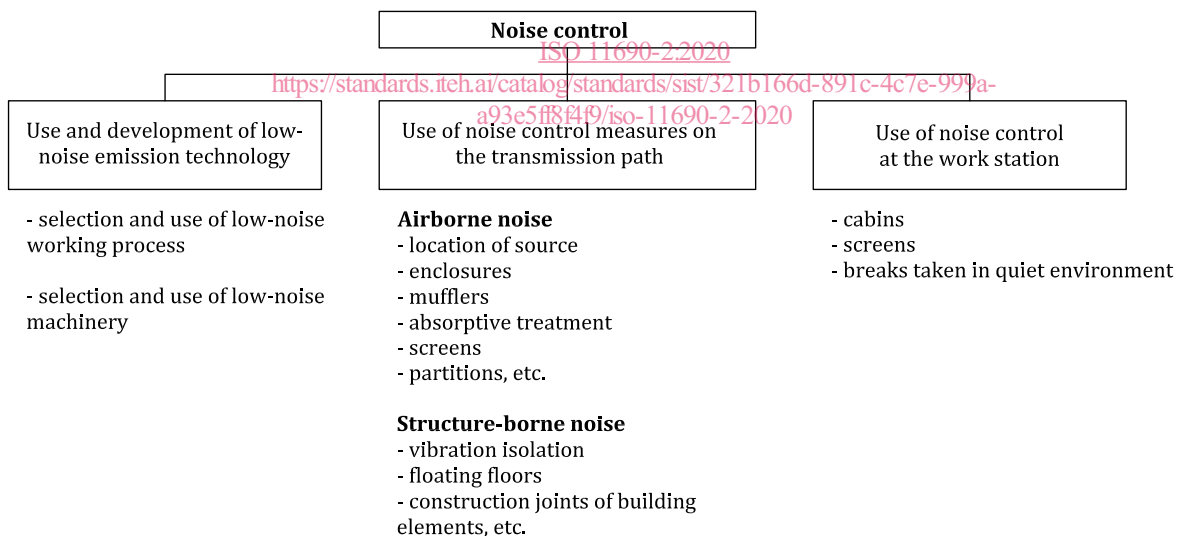 Noise control
ISO 11690-2:2020
https://standards.iteh.ai/catalog/standards/sist/321b166d-891c-4c7e-999a-
a93e5ff8f4f9/iso-11690-2-2020
Use and development of low-
noise emission technology
- selection and use of low-noise
working process
- selection and use of low-noise
machinery
Use of noise control measures on
the transmission path
Airborne noise
- location of source
- enclosures
- mufflers
- absorptive treatment
- screens
- partitions, etc.
Structure-borne noise
- vibration isolation
- floating floors
- construction joints of building
elements, etc.
Use of noise control
at the work station
- cabins
- screens
- breaks taken in quiet environment